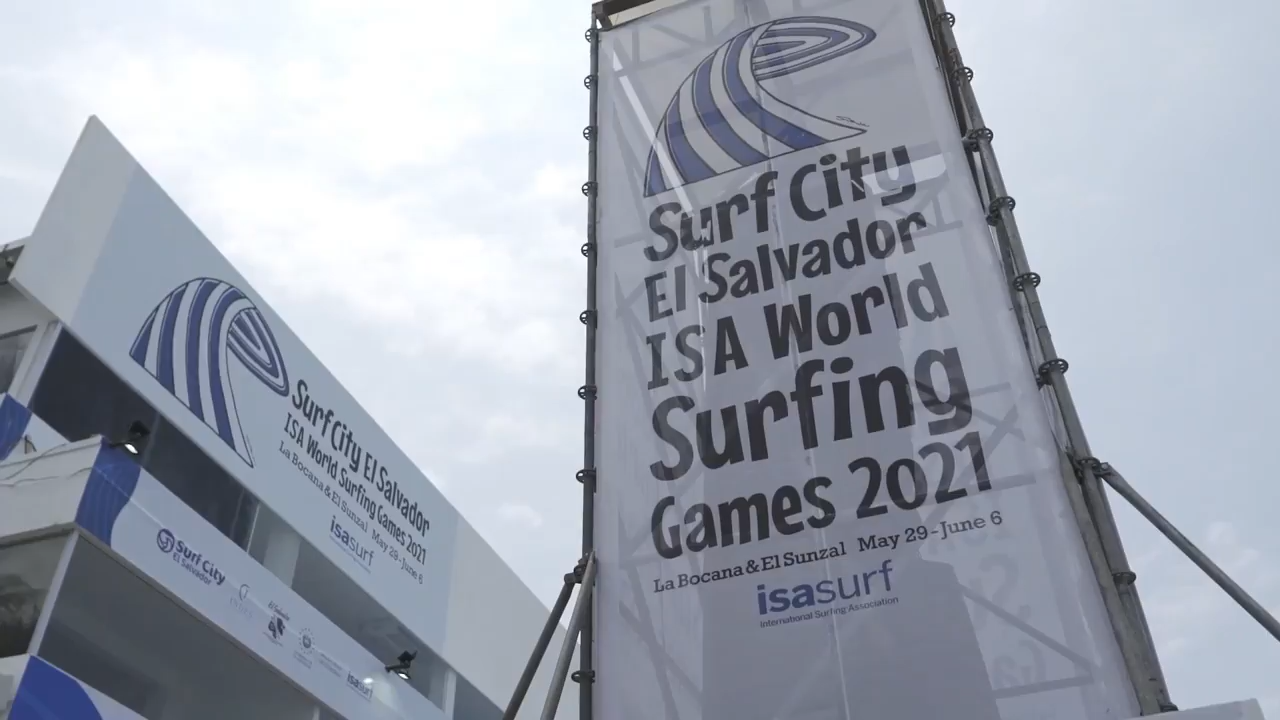 Surf City
El Salvador
ISA World
Surfing
Games 2021
La Bocana & El Sunzal May 29 - June 6
isasurf
International Surfing Association
Surf City El Salvador
ISA World Surfing Games 2021
La Bocana & El Sunzal May 29 - June 6
isasurf
Surf City
El Salvador
isasurf